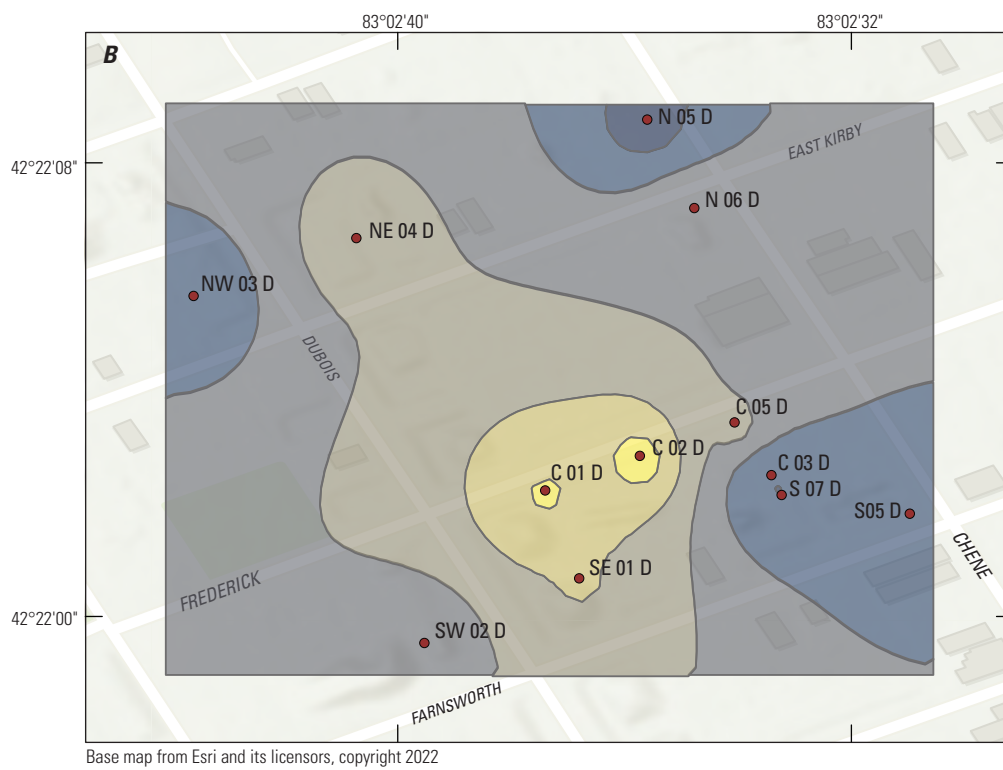 83°02'40" 83°02'32"
B
N 05 D
EAST KIRBY
42°22'08"
N 06 D
NE 04 D
NW 03 D
DUBOIS
C 05 D
C 02 D
C 03 D
C 01 D
S 07 D
S05 D
CHENE
SE 01 D
FREDERICK
42°22'00"
SW 02 D
FARNSWORTH
Base map from Esri and its licensors, copyright 2022